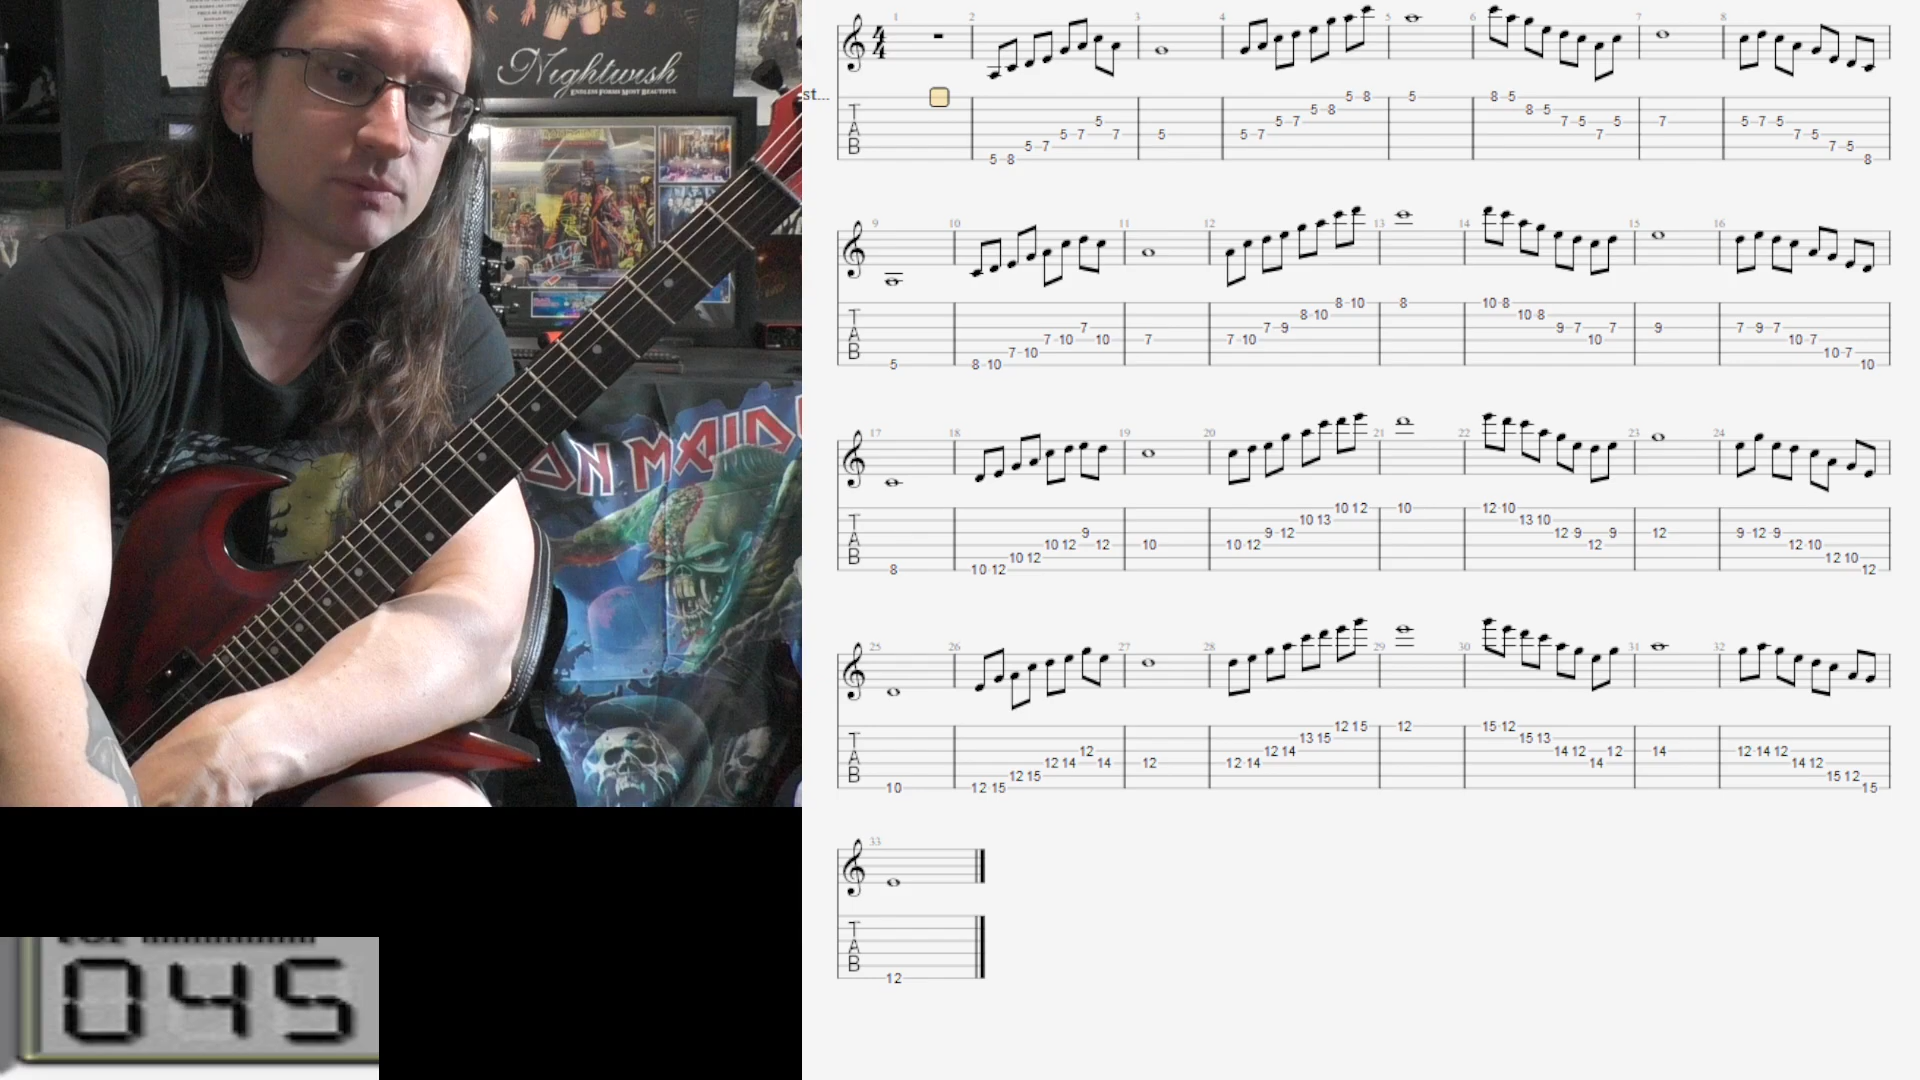 Nightwish
ENDLESS FORMS MOST BEAUTIFUL
IRON MAIDEN
045
st...
1 2 3 4 5 6 7 8
4
4
T
A
B
5 8 5 7 5 7 5 7 5 5 7 5 7 5 8 5 8 5 8 5 8 5 7 5 7 5 7 5 7 5 7 5 7 5 8
9 10 11 12 13 14 15 16
T
A
B
5 8 10 7 10 7 10 7 10 7 7 10 7 9 8 10 8 10 8 10 8 10 8 9 7 10 7 9 7 9 7 10 7 10 7 10
17 18 19 20 21 22 23 24
T
A
B
8 10 12 10 12 10 12 9 12 10 10 12 9 12 10 13 10 12 10 12 10 13 10 12 9 12 9 12 9 12 9 12 10 12 10 12
25 26 27 28 29 30 31 32
T
A
B
10 12 15 12 15 12 14 12 14 12 12 14 12 14 13 15 12 15 12 15 12 15 13 14 12 14 12 14 12 14 12 14 12 15 12 15
33
T
A
B
12